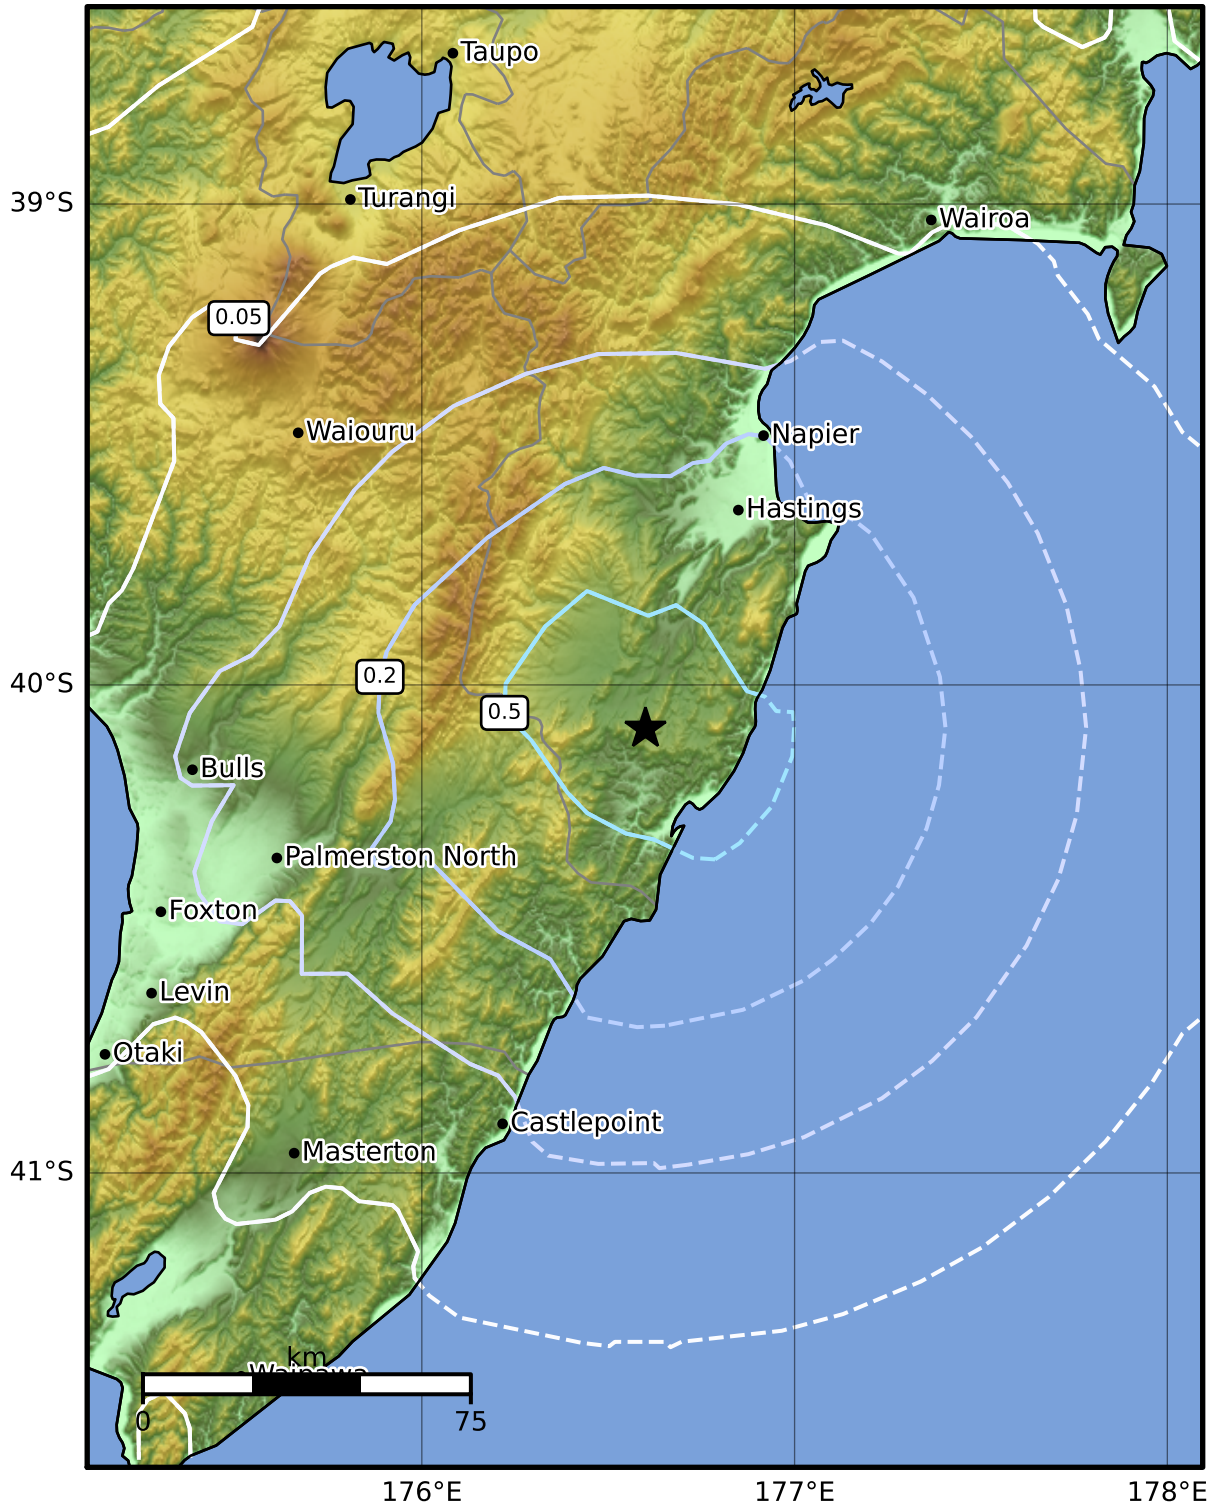 Taupo
39°S
Turangi
Wairoa
0.05
Waiouru
Napier
Hastings
0.2
40°S
0.5
Bulls
Palmerston North
Foxton
Levin
Otaki
Castlepoint
Masterton
41°S
km
0
75
176°E
177°E
178°E